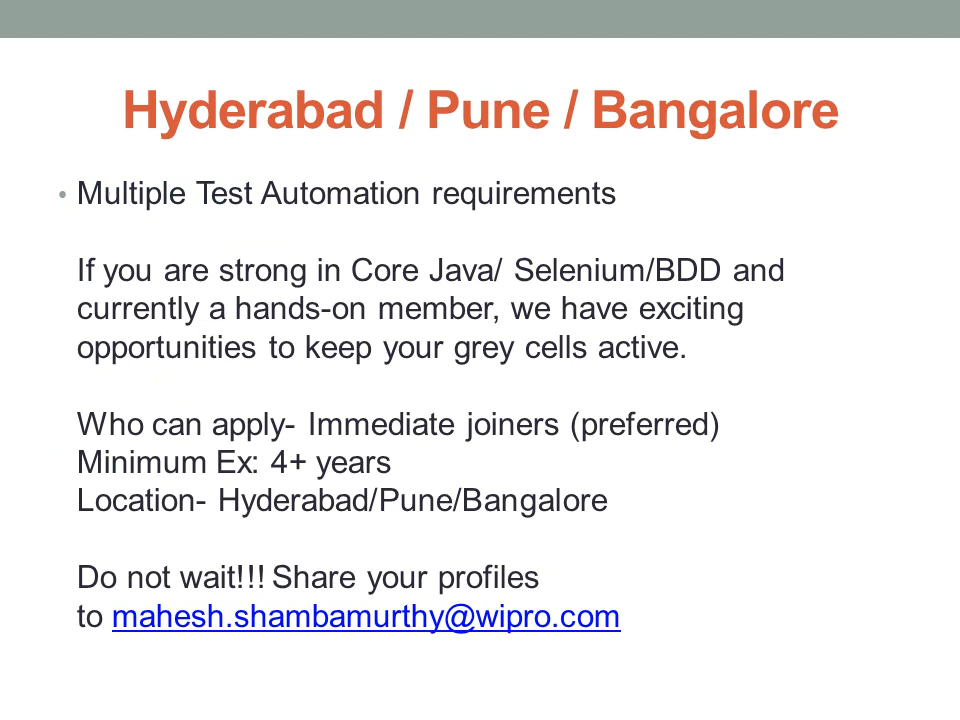 Hyderabad / Pune / Bangalore
• Multiple Test Automation requirements
If you are strong in Core Java/ Selenium/BDD and
currently a hands-on member, we have exciting
opportunities to keep your grey cells active.
Who can apply- Immediate joiners (preferred)
Minimum Ex: 4+ years
Location- Hyderabad/Pune/Bangalore
Do not wait!!! Share your profiles
to mahesh.shambamurthy@wipro.com